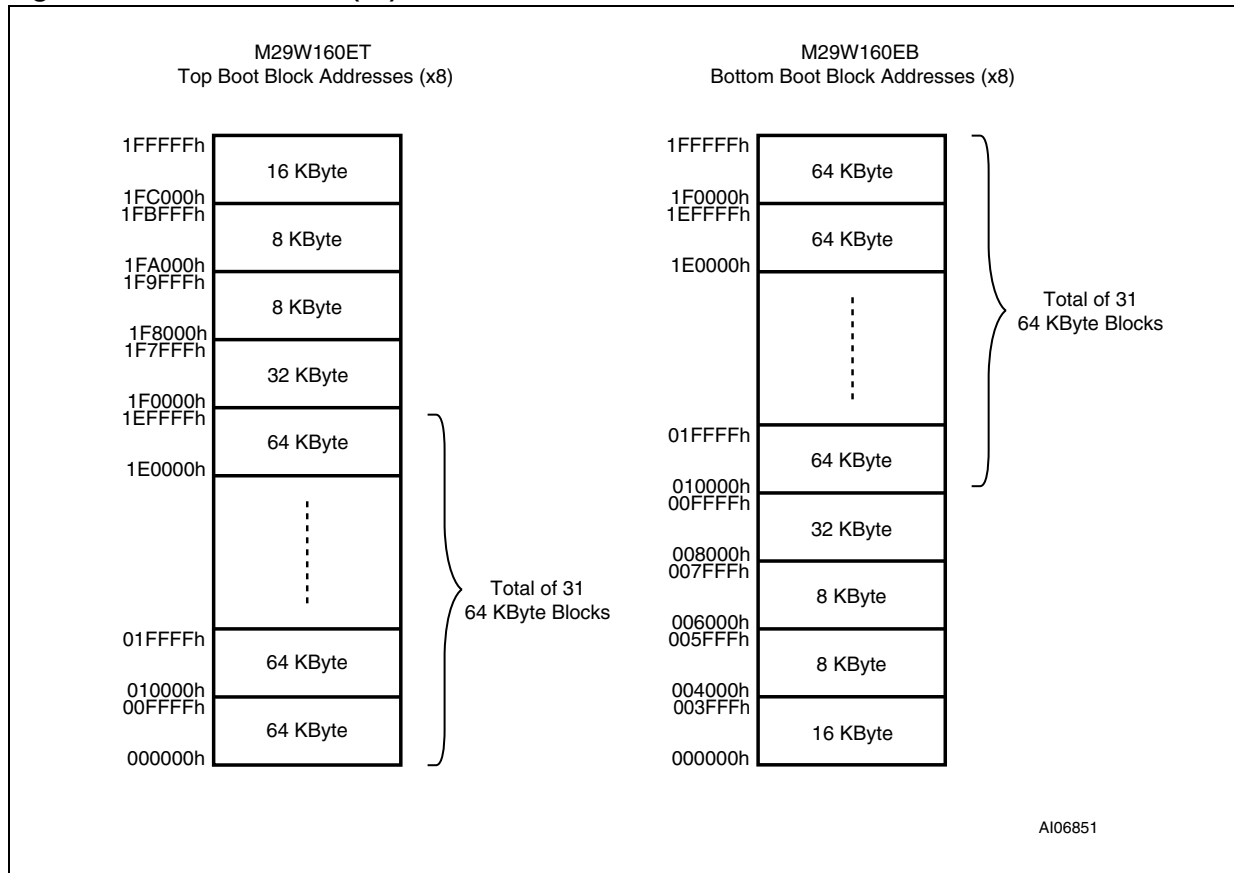 M29W160ET
Top Boot Block Addresses (x8)
1FFFFFh
16 KByte
1FC000h
1FBFFFh
8 KByte
1FA000h
1F9FFFh
8 KByte
1F8000h
1F7FFFh
32 KByte
1F0000h
1EFFFFh
64 KByte
1E0000h
Total of 31
64 KByte Blocks
01FFFFh
64 KByte
010000h
00FFFFh
64 KByte
000000h
M29W160EB
Bottom Boot Block Addresses (x8)
1FFFFFh
64 KByte
1F0000h
1EFFFFh
64 KByte
1E0000h
Total of 31
64 KByte Blocks
01FFFFh
64 KByte
010000h
00FFFFh
32 KByte
008000h
007FFFh
8 KByte
006000h
005FFFh
8 KByte
004000h
003FFFh
16 KByte
000000h
AI06851